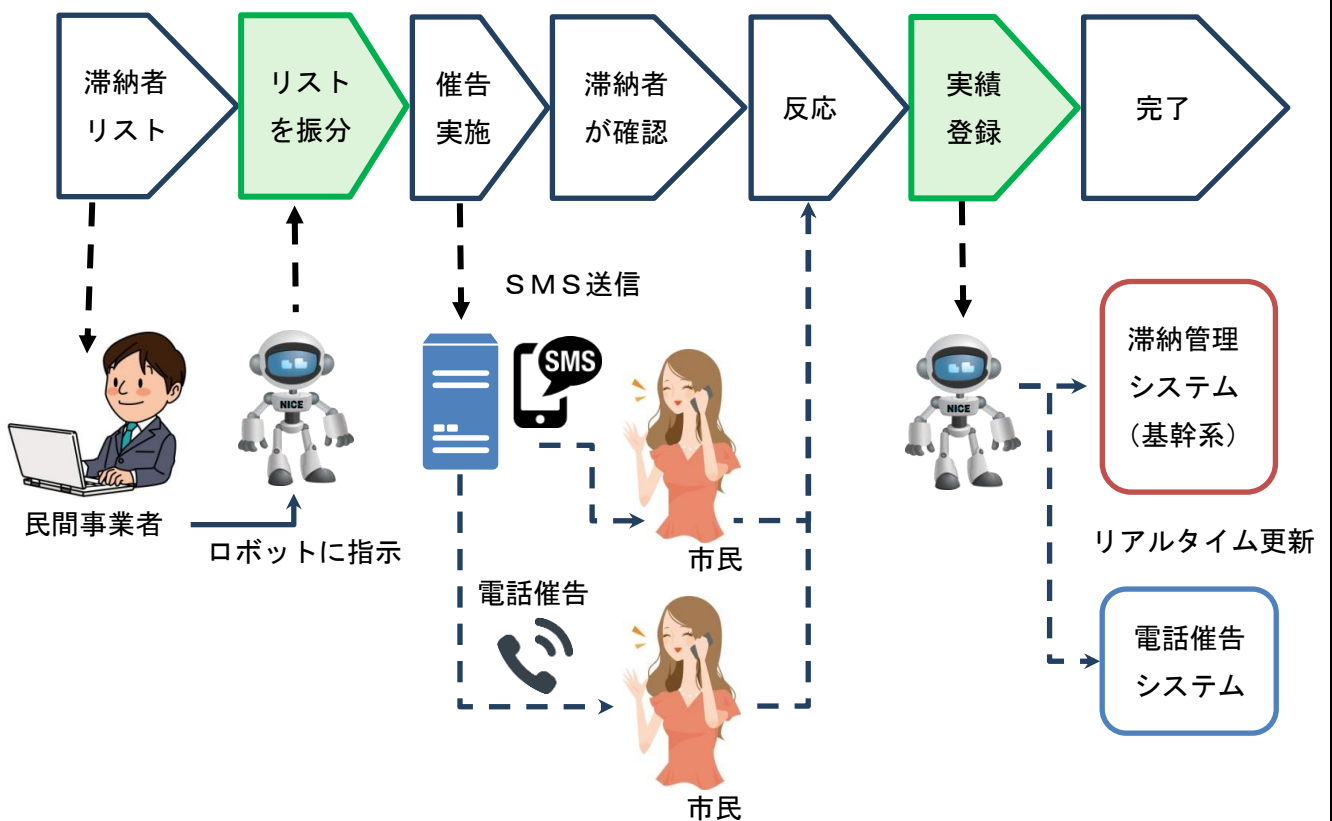 滞納者
リスト
リスト
を振分
催告
実施
滞納者
が確認
反応
実績
登録
完了
ＳＭＳ送信
SMS
NICE
民間事業者
ロボットに指示
市民
電話催告
市民
NICE
滞納管理
システム
（基幹系）
リアルタイム更新
電話催告
システム